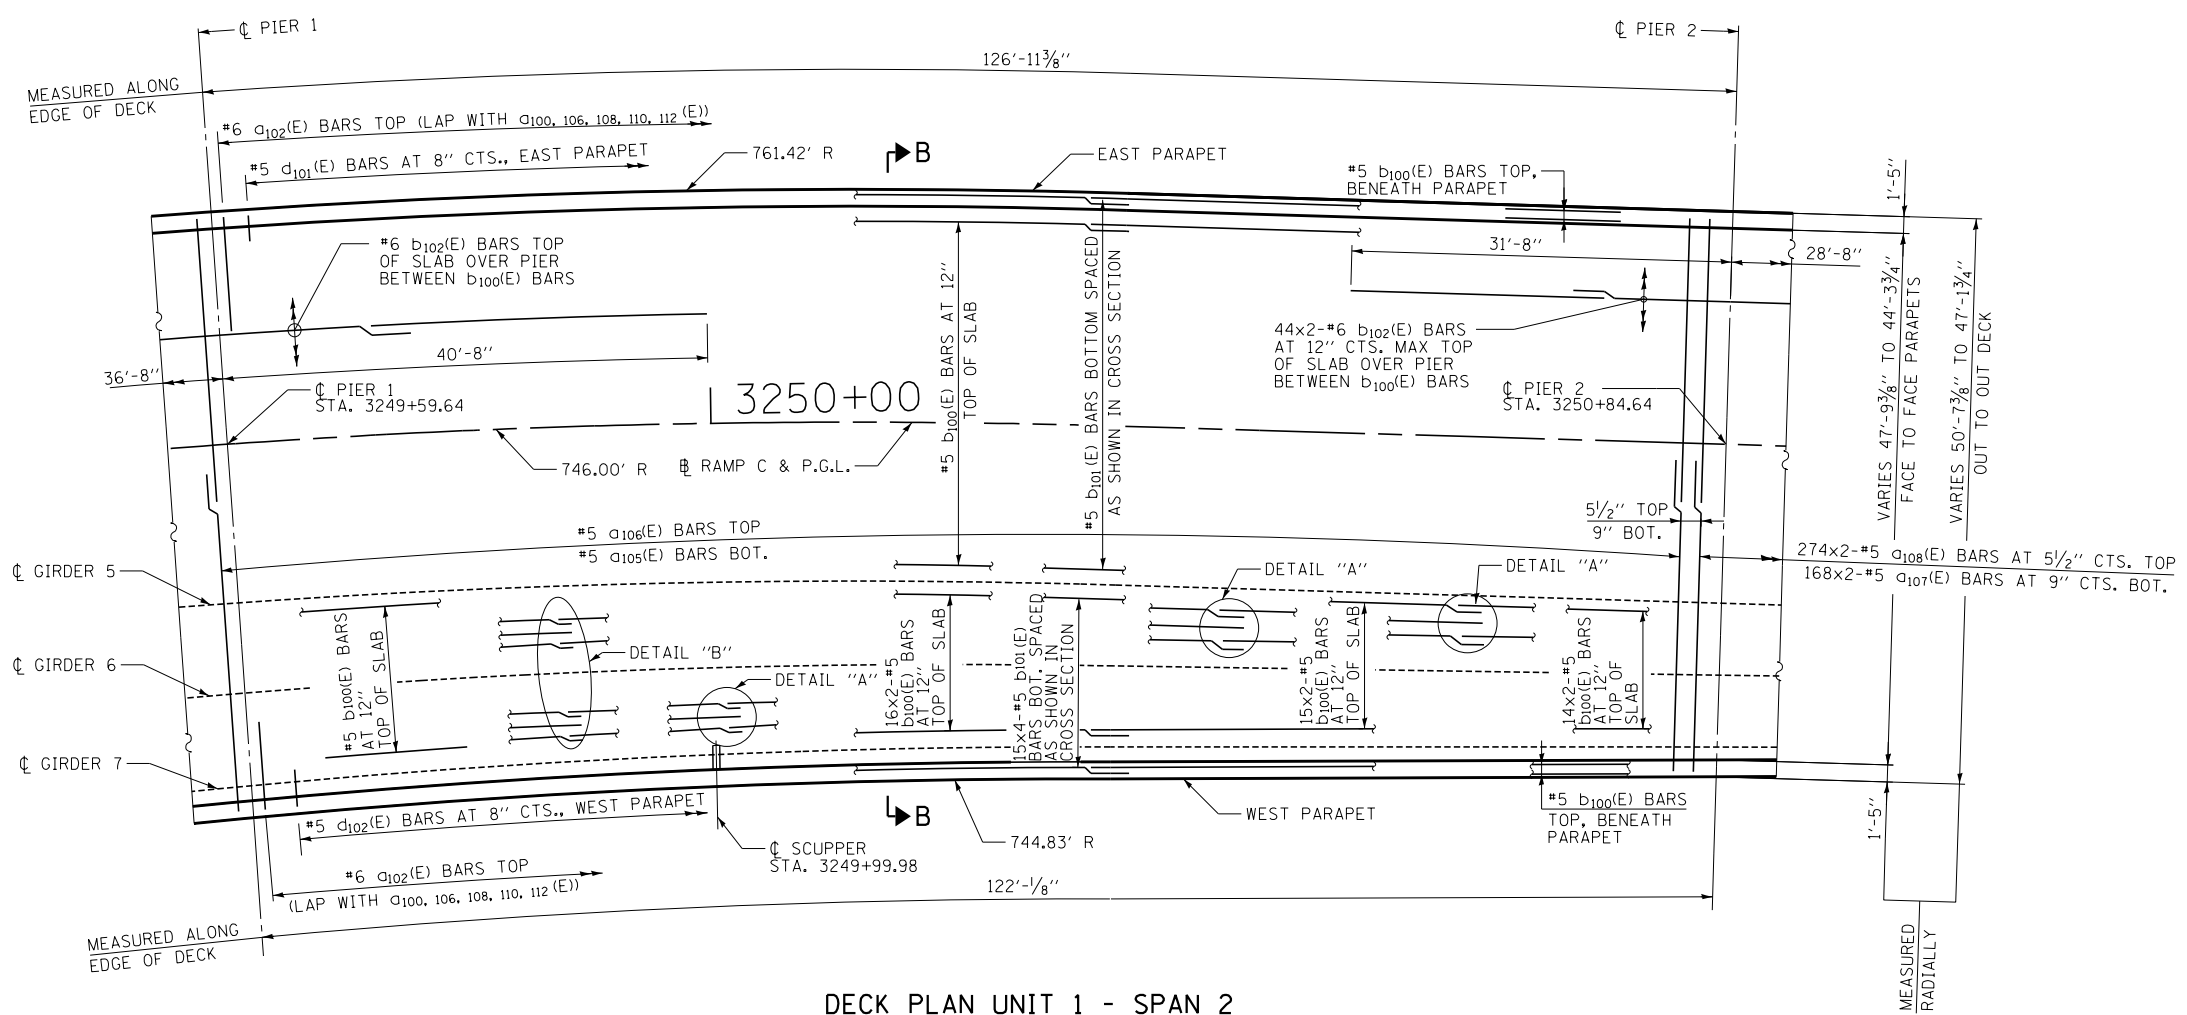 ℄ PIER 1
℄ PIER 2
126'-11⅜"
MEASURED ALONG
EDGE OF DECK
#6 a102(E) BARS TOP (LAP WITH a100, 106, 108, 110, 112 (E))
#5 d101(E) BARS AT 8" CTS., EAST PARAPET
761.42' R
B
EAST PARAPET
#5 b100(E) BARS TOP,
BENEATH PARAPET
1'-5"
#6 b102(E) BARS TOP
OF SLAB OVER PIER
BETWEEN b100(E) BARS
31'-8"
28'-8"
36'-8"
40'-8"
44x2-#6 b102(E) BARS
AT 12" CTS. MAX TOP
OF SLAB OVER PIER
BETWEEN b100(E) BARS
℄ PIER 1
STA. 3249+59.64
3250+00
℄ PIER 2
STA. 3250+84.64
#5 b100(E) BARS AT 12"
TOP OF SLAB
#5 b101(E) BARS BOTTOM SPACED
AS SHOWN IN CROSS SECTION
VARIES 47'-9⅜" TO 44'-3¾"
FACE TO FACE PARAPETS
VARIES 50'-7⅜" TO 47'-1¾"
OUT TO OUT DECK
746.00' R
BL RAMP C & P.G.L.
5½" TOP
9" BOT.
#5 a106(E) BARS TOP
#5 a105(E) BARS BOT.
274x2-#5 a108(E) BARS AT 5½" CTS. TOP
168x2-#5 a107(E) BARS AT 9" CTS. BOT.
℄ GIRDER 5
DETAIL "A"
DETAIL "A"
#5 b100(E) BARS
AT 12"
TOP OF SLAB
℄ GIRDER 6
DETAIL "B"
DETAIL "A"
16x2-#5
b100(E) BARS
AT 12"
TOP OF SLAB
15x4-#5 b101(E)
BARS BOT. SPACED
AS SHOWN IN
CROSS SECTION
15x2-#5
b100(E) BARS
AT 12"
TOP OF SLAB
14x2-#5
b100(E) BARS
AT 12"
TOP OF
SLAB
℄ GIRDER 7
#5 d102(E) BARS AT 8" CTS., WEST PARAPET
B
WEST PARAPET
#5 b100(E) BARS
TOP, BENEATH
PARAPET
1'-5"
744.83' R
℄ SCUPPER
STA. 3249+99.98
#6 a102(E) BARS TOP
(LAP WITH a100, 106, 108, 110, 112 (E))
122'-⅛"
MEASURED ALONG
EDGE OF DECK
MEASURED
RADIALLY
DECK PLAN UNIT 1 - SPAN 2